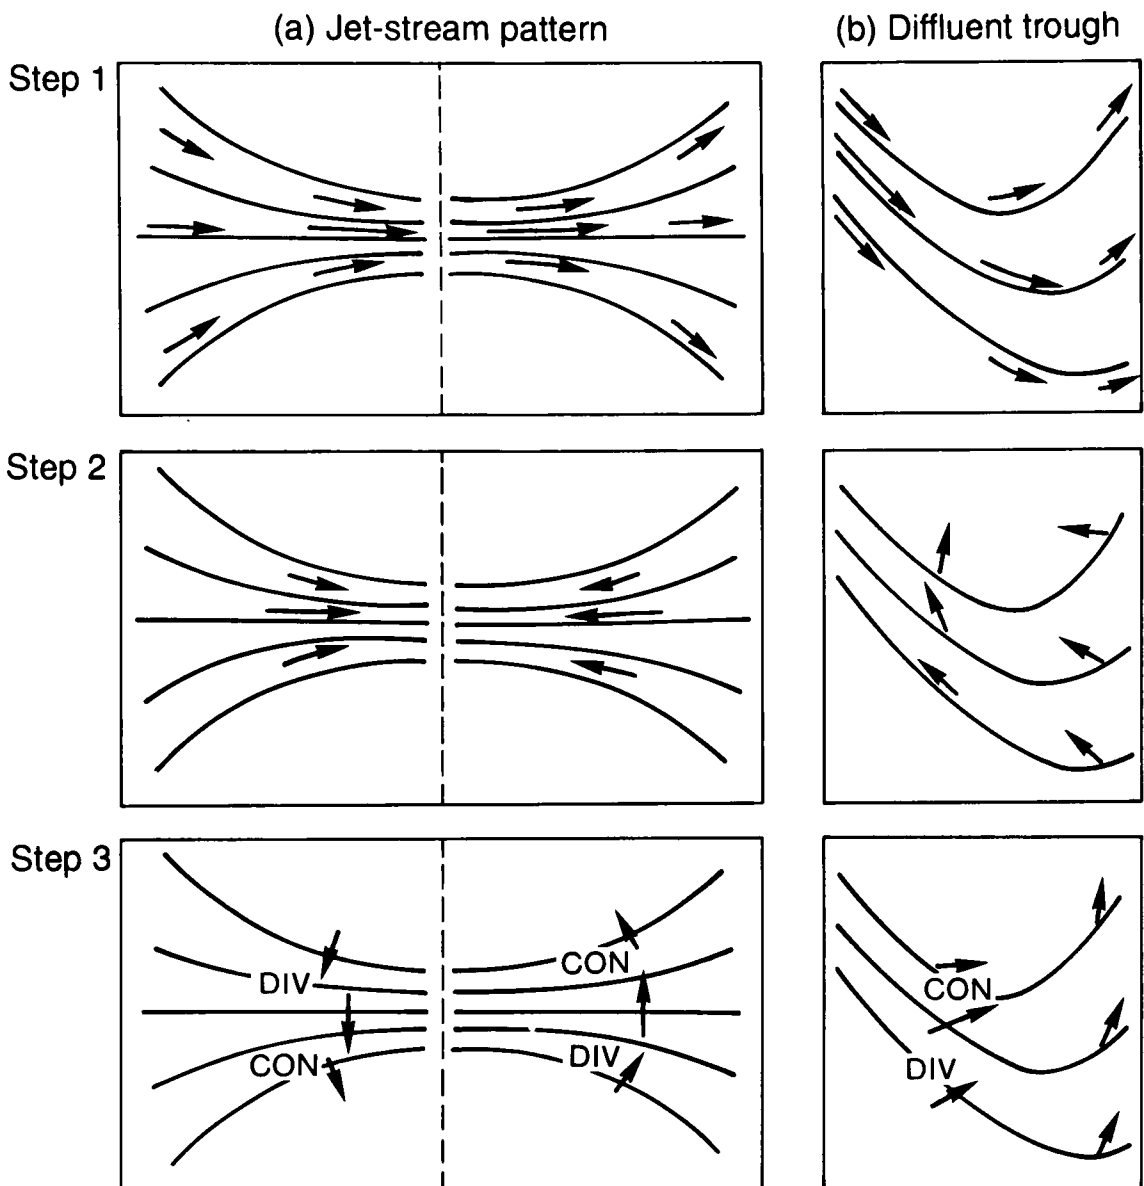 (a) Jet-stream pattern
(b) Diffluent trough
Step 1
Step 2
Step 3
DIV
CON
CON
DIV
CON
DIV